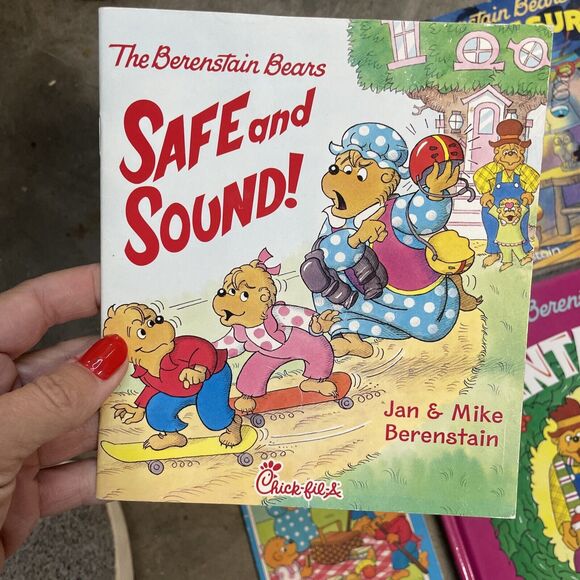 The Berenstain Bears
SAFE and
SOUND!
Jan & Mike
Berenstain
Chick-fil-A